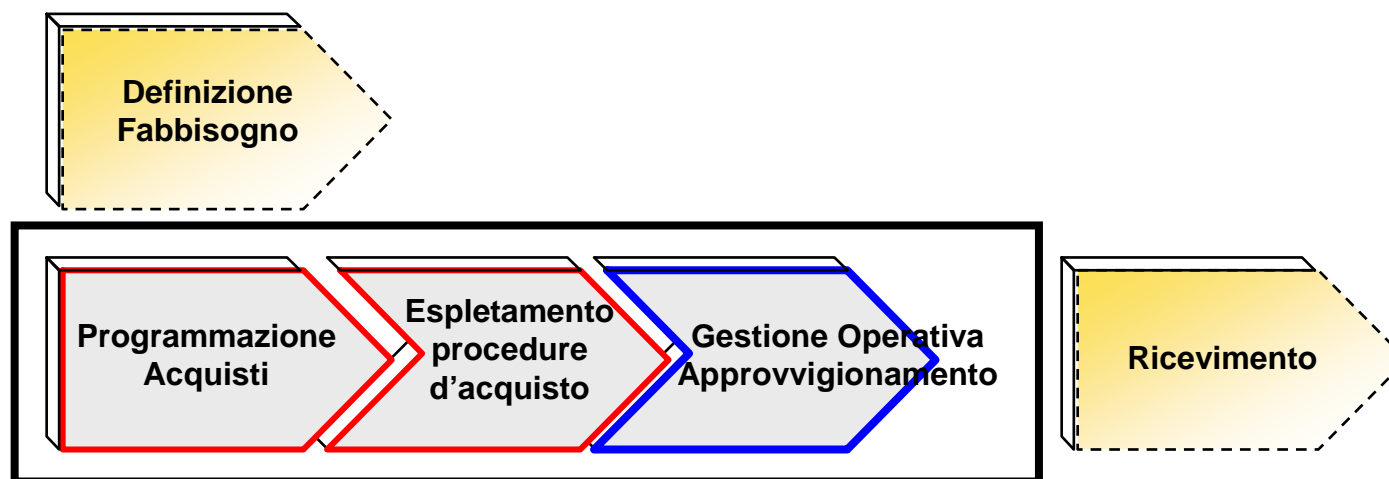 Definizione
Fabbisogno
Programmazione
Acquisti
Espletamento
procedure
d'acquisto
Gestione Operativa
Approvvigionamento
Ricevimento